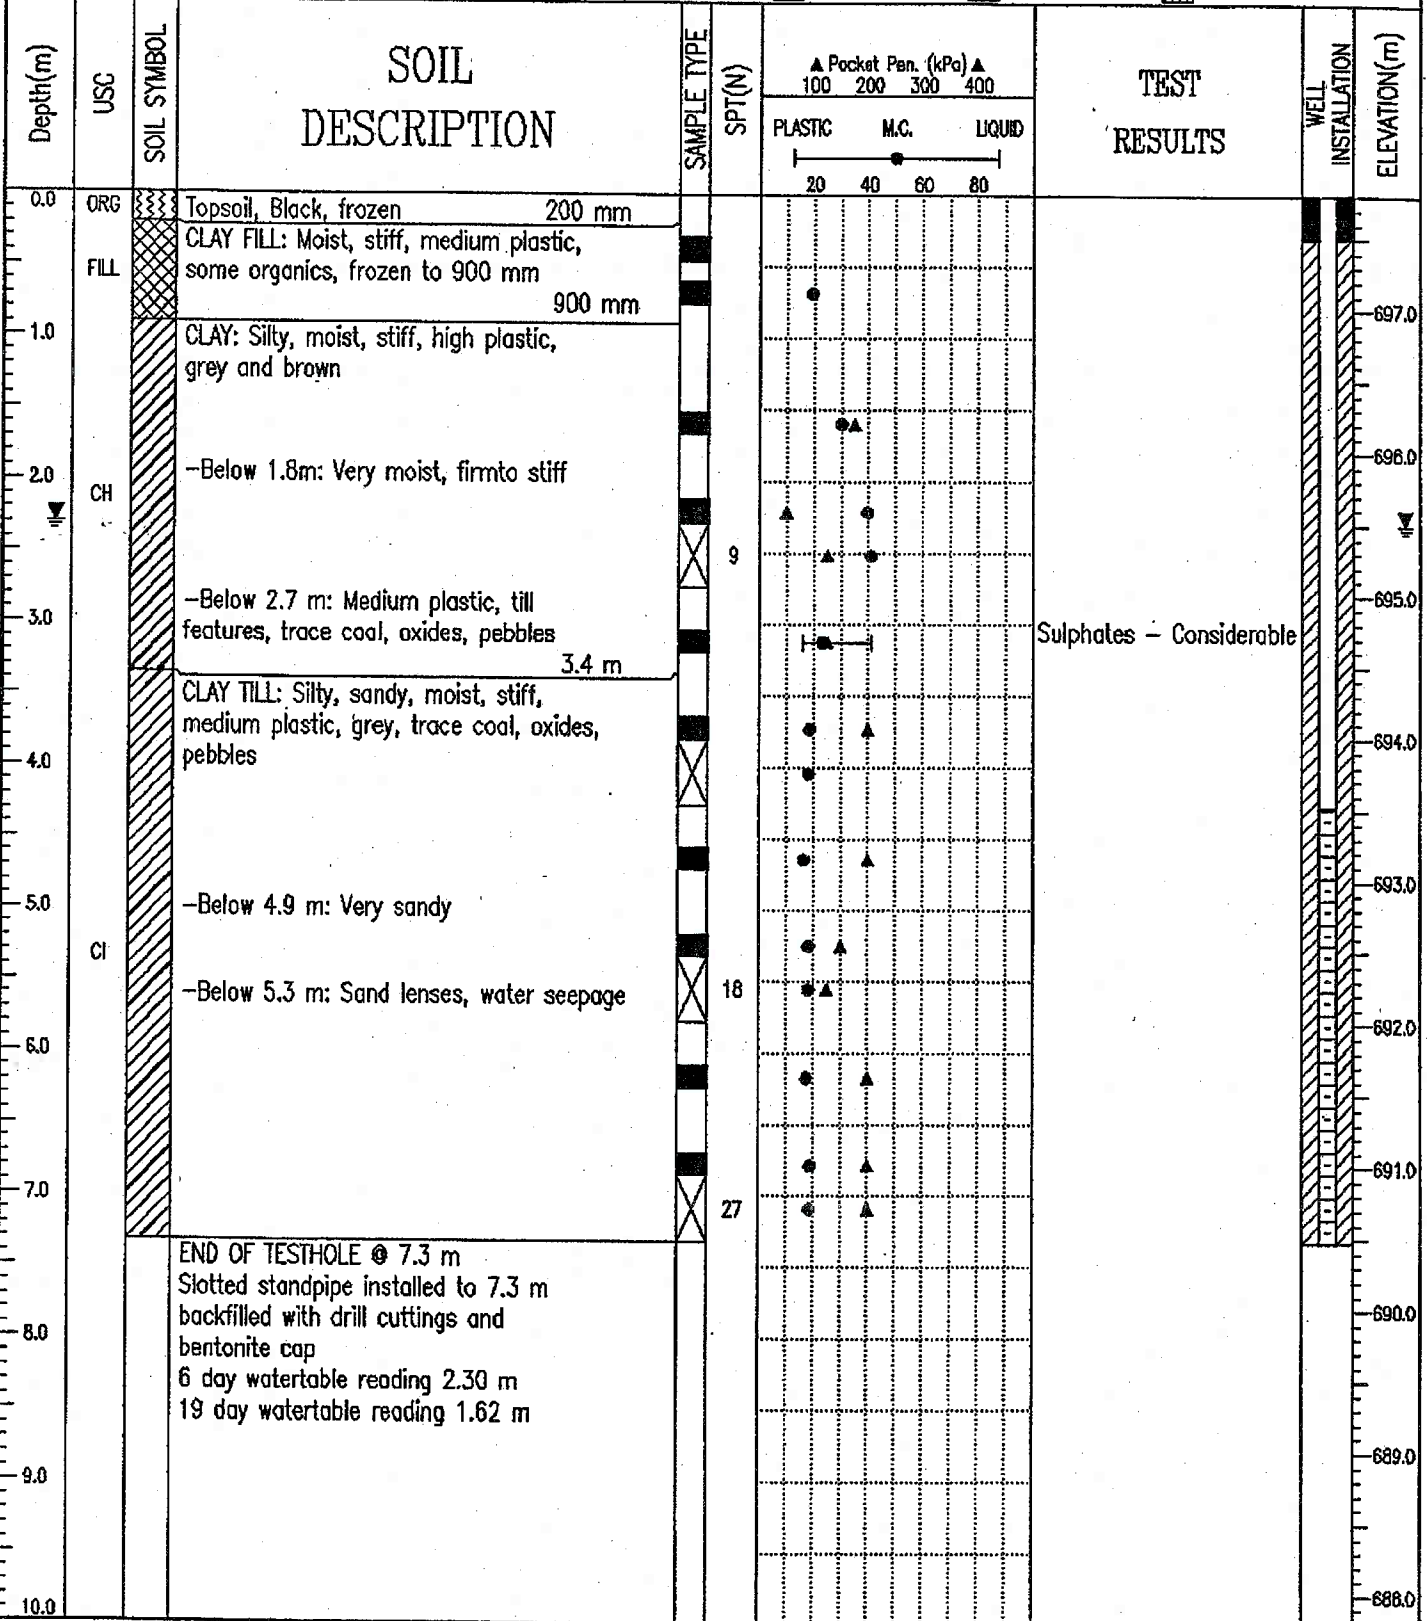 Depth(m)
USC
SOIL SYMBOL
SOIL
DESCRIPTION
SAMPLE TYPE
SPT(N)
▲ Pocket Pen. (kPa) ▲
100 200 300 400
PLASTIC M.C. LIQUID
20 40 60 80
TEST
RESULTS
WELL
INSTALLATION
ELEVATION(m)
0.0
ORG
Topsoil, Black, frozen 200 mm
CLAY FILL: Moist, stiff, medium plastic,
FILL
some organics, frozen to 900 mm
900 mm
697.0
1.0
CLAY: Silty, moist, stiff, high plastic,
grey and brown
696.0
2.0
-Below 1.8m: Very moist, firmto stiff
CH
9
695.0
-Below 2.7 m: Medium plastic, till
3.0
features, trace coal, oxides, pebbles
Sulphates - Considerable
3.4 m
CLAY TILL: Silty, sandy, moist, stiff,
medium plastic, grey, trace coal, oxides,
pebbles
694.0
4.0
693.0
5.0
-Below 4.9 m: Very sandy
CI
-Below 5.3 m: Sand lenses, water seepage
18
692.0
6.0
691.0
7.0
27
END OF TESTHOLE @ 7.3 m
Slotted standpipe installed to 7.3 m
backfilled with drill cuttings and
690.0
8.0
bentonite cap
6 day watertable reading 2.30 m
19 day watertable reading 1.62 m
689.0
9.0
688.0
10.0